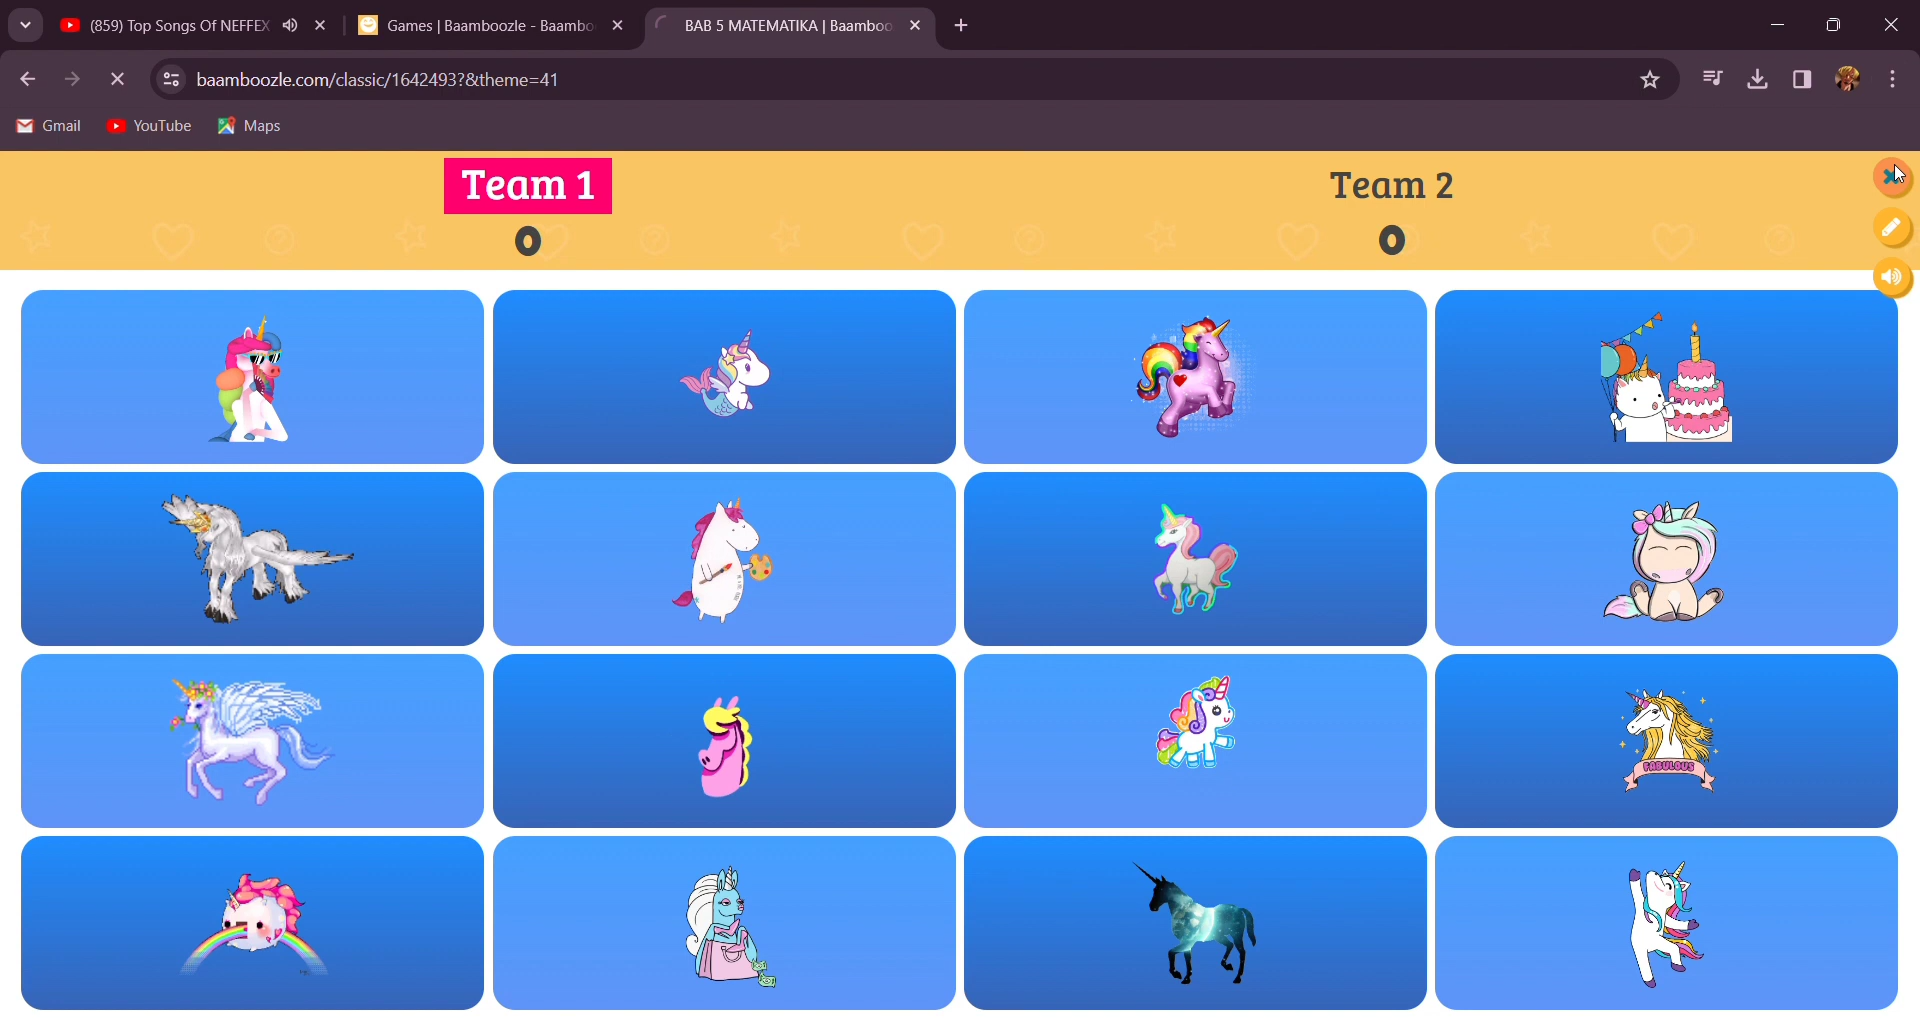 (859) Top Songs Of NEFFEX
Games | Baamboozle - Baambo
BAB 5 MATEMATIKA | Baamboo
baamboozle.com/classic/1642493?&theme=41
Gmail
YouTube
Maps
Team 1
Team 2
0
0
FABULOUS